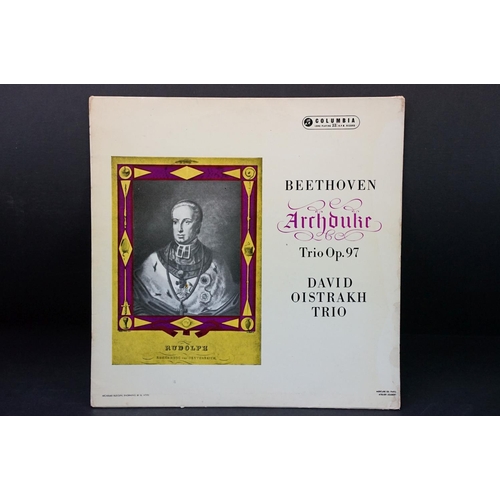 COLUMBIA
BEETHOVEN
Archduke
Trio Op. 97
DAVID
OISTRAKH
TRIO
RUDOLPH